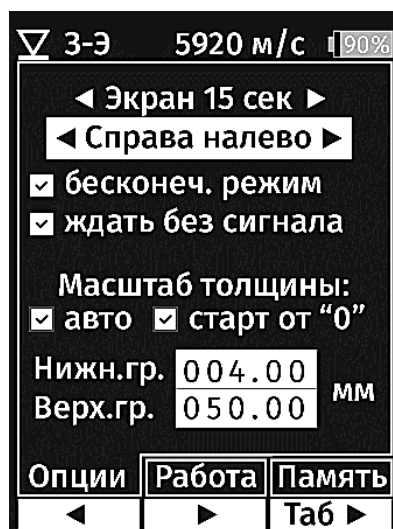 З-Э 5920 м/с 90%
◄ Экран 15 сек ►
◄ Справа налево ►
бесконеч. режим
ждать без сигнала
Масштаб толщины:
авто старт от “0”
Нижн.гр. 004.00
мм
Верх.гр. 050.00
Опции Работа Память
◄ ► Таб ►